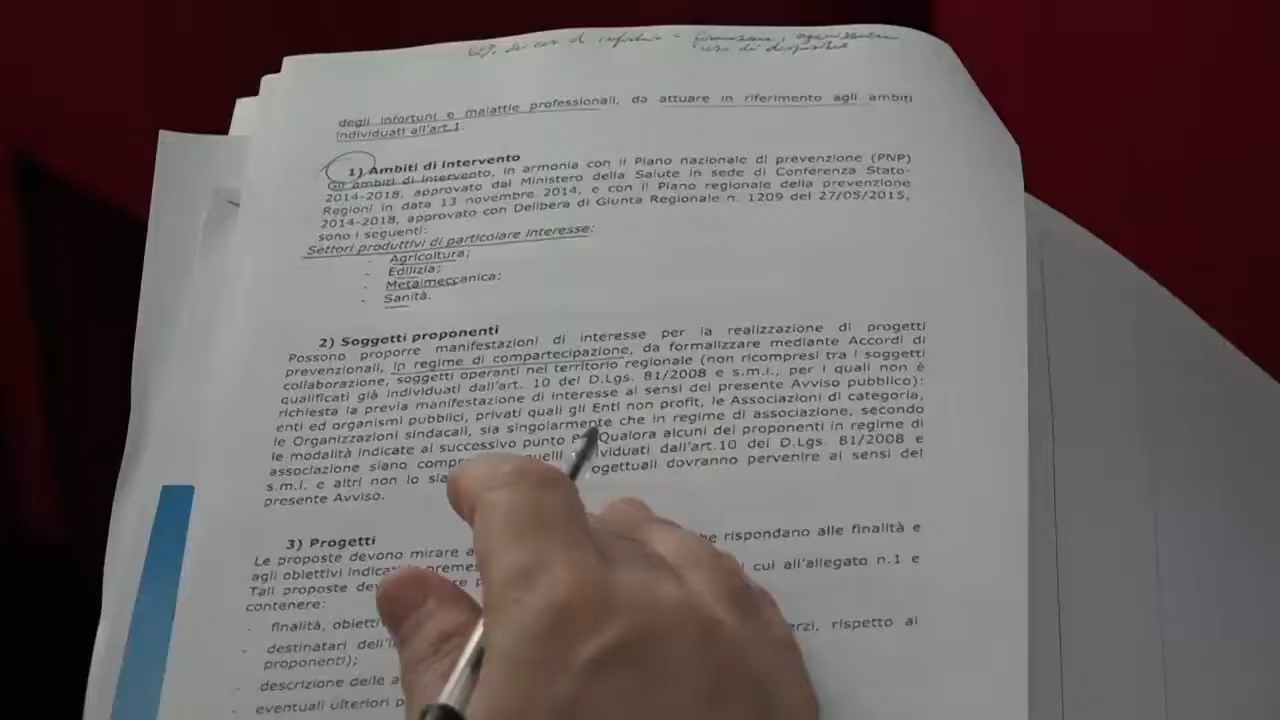 degli infortuni e malattie professionali, da attuare in riferimento agli ambiti
individuati all'art.1.
1) Ambiti di intervento
Gli ambiti di intervento, in armonia con il Piano nazionale di prevenzione (PNP)
2014-2018, approvato dal Ministero della Salute in sede di Conferenza Stato-
Regioni in data 13 novembre 2014, e con il Piano regionale della prevenzione
2014-2018, approvato con Delibera di Giunta Regionale n. 1209 del 27/05/2015,
sono i seguenti:
Settori produttivi di particolare interesse:
- Agricoltura;
- Edilizia;
- Metalmeccanica;
- Sanità.
2) Soggetti proponenti
Possono proporre manifestazioni di interesse per la realizzazione di progetti
prevenzionali, in regime di compartecipazione, da formalizzare mediante Accordi di
collaborazione, soggetti operanti nel territorio regionale (non ricompresi tra i soggetti
qualificati già individuati dall'art. 10 del D.Lgs. 81/2008 e s.m.i., per i quali non è
richiesta la previa manifestazione di interesse ai sensi del presente Avviso pubblico):
enti ed organismi pubblici, privati quali gli Enti non profit, le Associazioni di categoria,
le Organizzazioni sindacali, sia singolarmente che in regime di associazione, secondo
le modalità indicate al successivo punto Qualora alcuni dei proponenti in regime di
associazione siano quelli dall'art.10 del D.Lgs. 81/2008 e
s.m.i. e altri non lo dovranno pervenire ai sensi del
presente Avviso.
3) Progetti
Le proposte devono mirare rispondano alle finalità e
agli obiettivi cui all'allegato n.1 e
Tali proposte
contenere:
- finalità, rispetto ai
- destinatari
proponenti);
- descrizione delle
- eventuali ulteriori